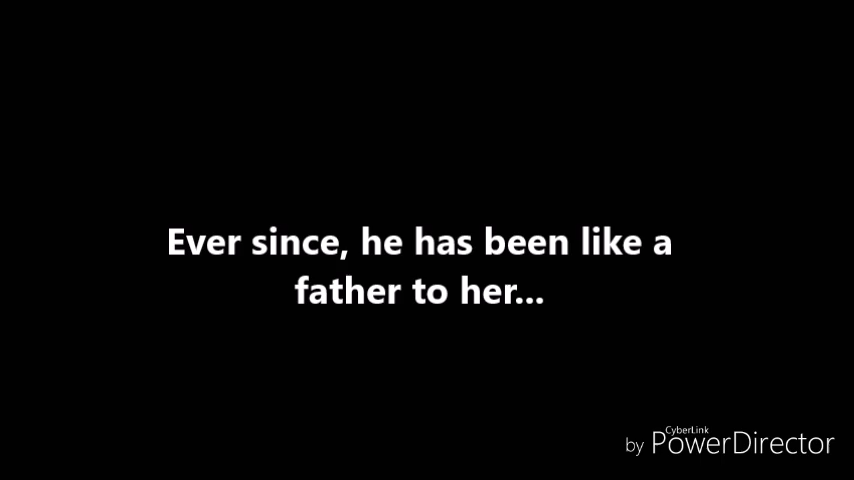 Ever since, he has been like a
father to her...
CyberLink
by PowerDirector